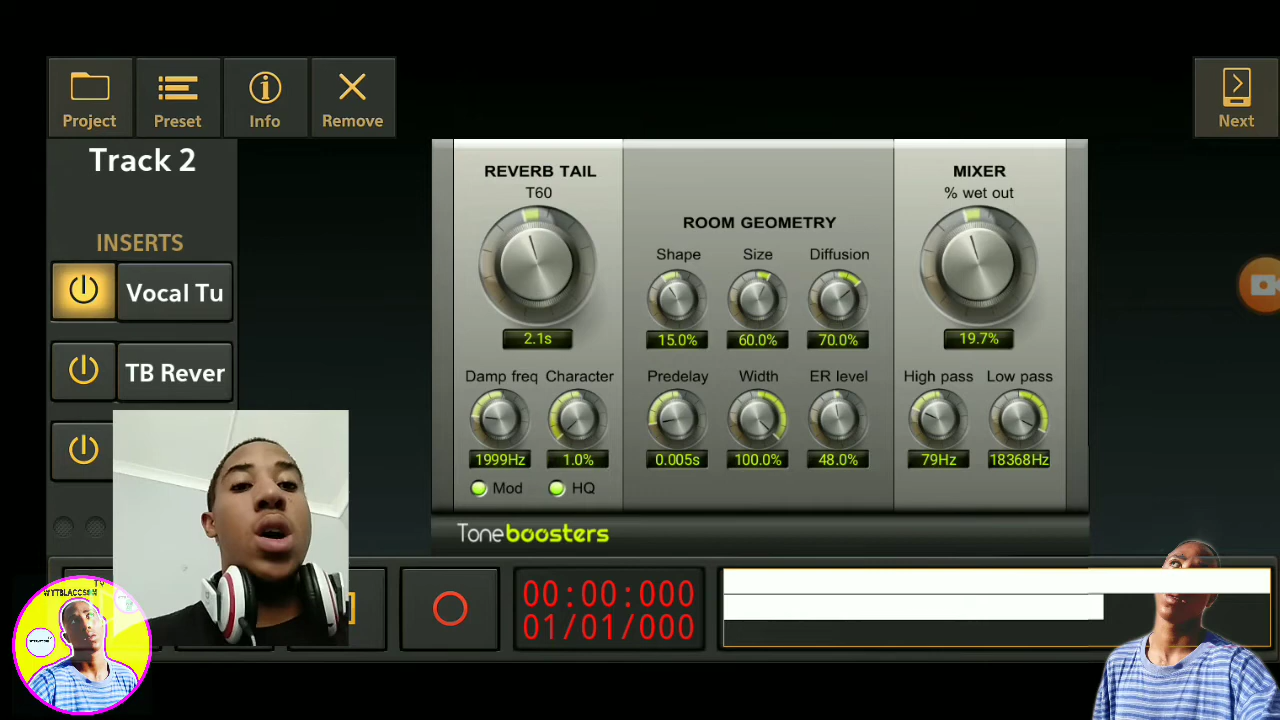 Project
Preset
Info
Remove
Next
Track 2
INSERTS
Vocal Tu
TB Rever
REVERB TAIL
T60
2.1s
Damp freq
Character
1999Hz
1.0%
Mod
HQ
ROOM GEOMETRY
Shape
Size
Diffusion
15.0%
60.0%
70.0%
Predelay
Width
ER level
0.005s
100.0%
48.0%
MIXER
% wet out
19.7%
High pass
Low pass
79Hz
18368Hz
Toneboosters
00:00:000
01/01/000
TV
WYTBLACCSON